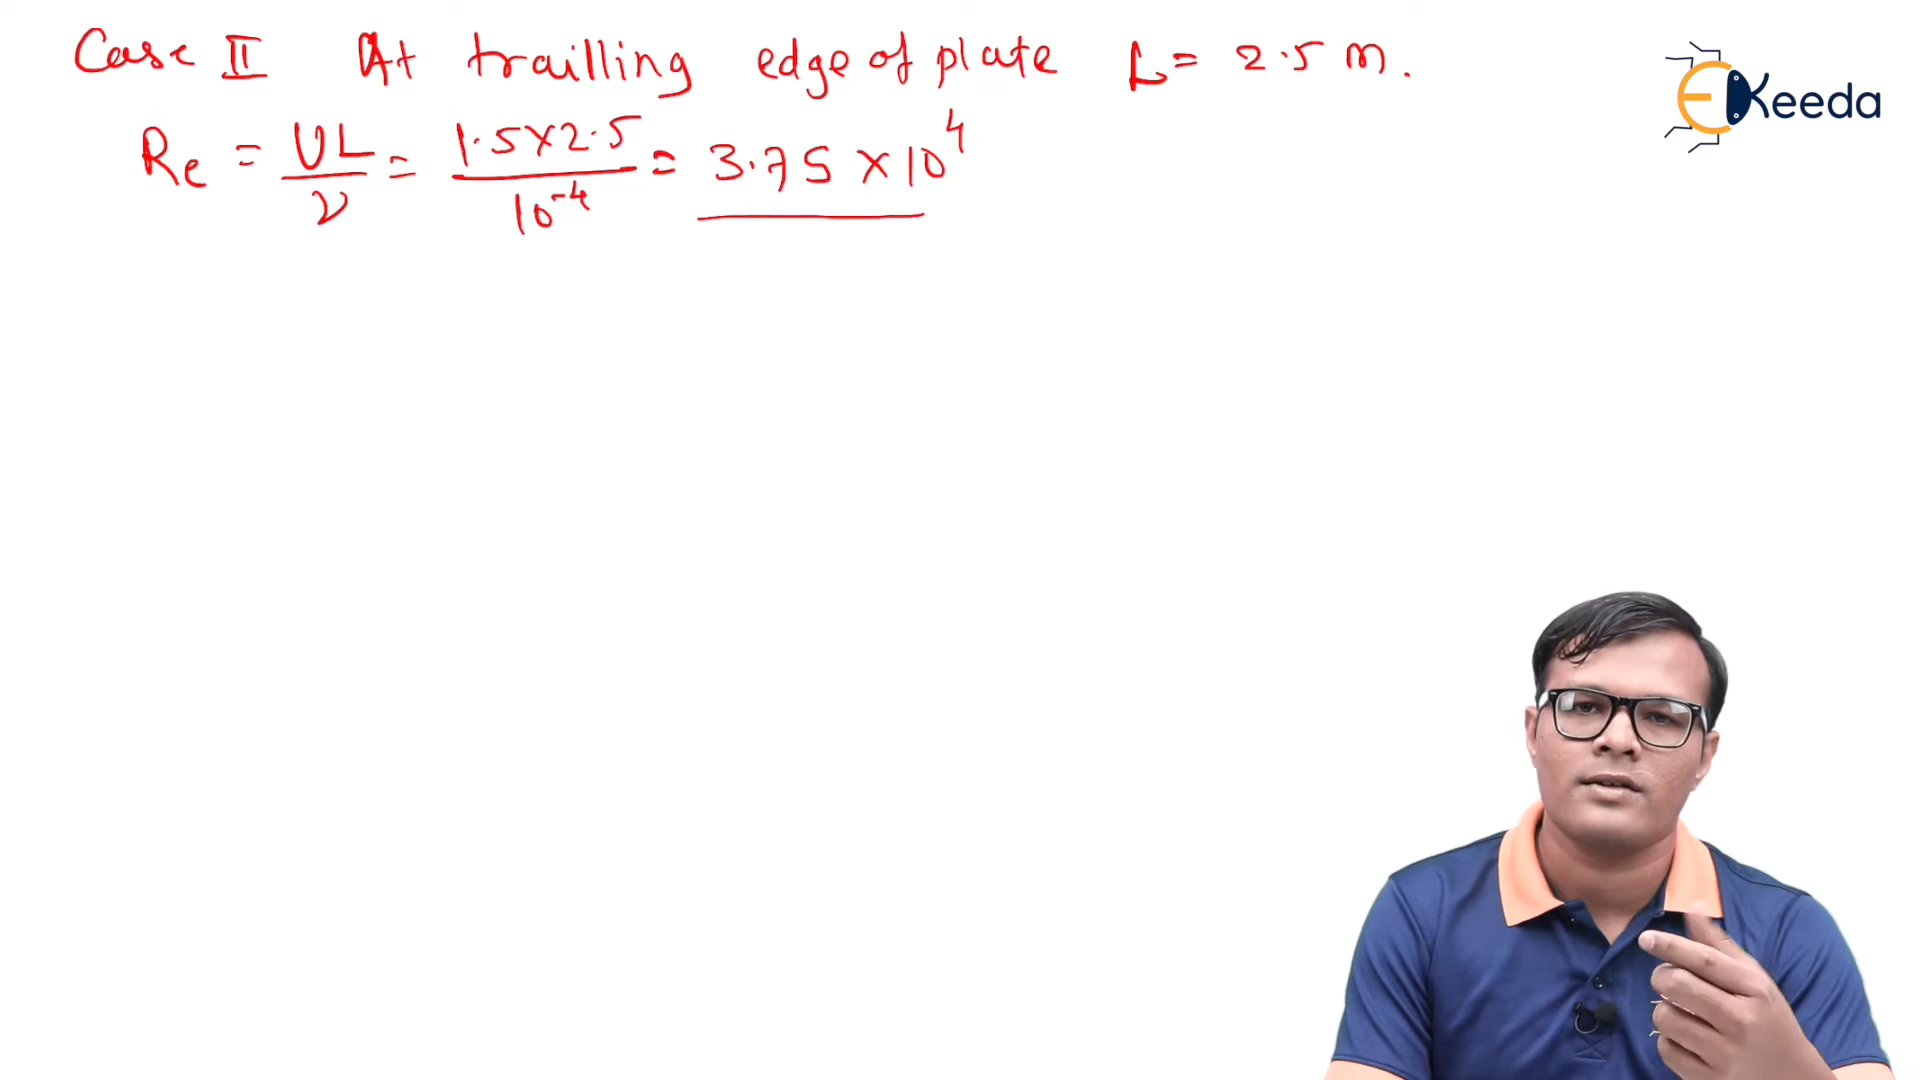 Case II At trailling edge of plate L = 2.5 m.
Re = UL/ν = 1.5×2.5/10^-4 = 3.75 × 10^4
EKeeda